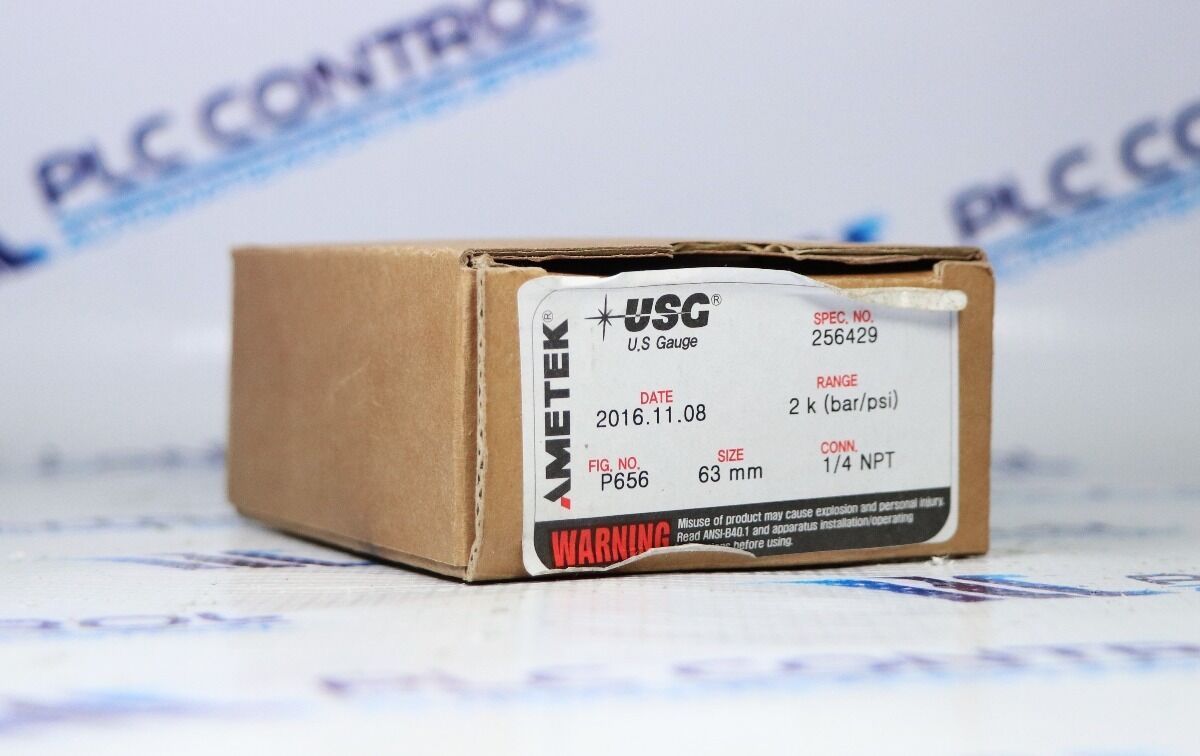 PLC CONTROL
PLC CO
AMETEK®
USG®
U.S Gauge
SPEC. NO.
256429
DATE
2016.11.08
RANGE
2 k (bar/psi)
FIG. NO.
P656
SIZE
63 mm
CONN.
1/4 NPT
WARNING
Misuse of product may cause explosion and personal injury.
Read ANSI-B40.1 and apparatus installation/operating
before using.